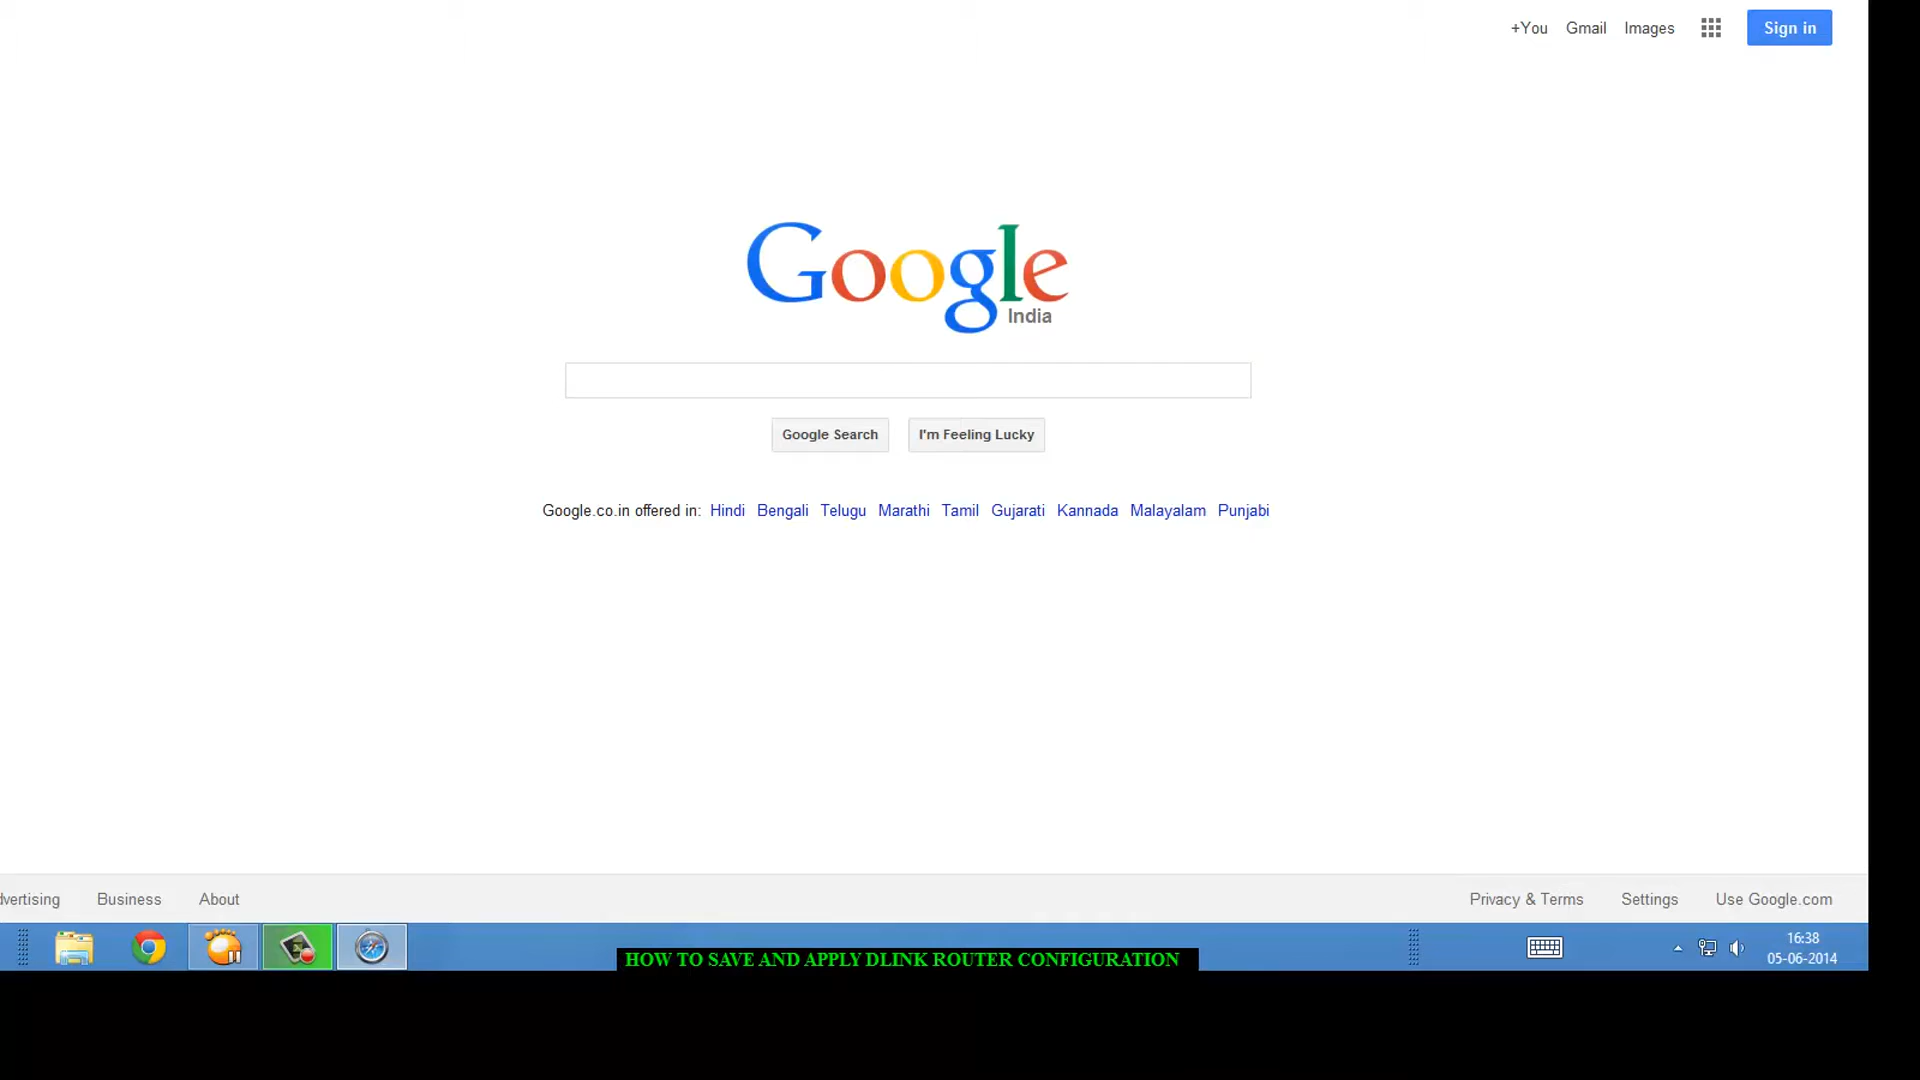 +You Gmail Images Sign in
Google
India
Google Search I'm Feeling Lucky
Google.co.in offered in: Hindi Bengali Telugu Marathi Tamil Gujarati Kannada Malayalam Punjabi
dvertising Business About Privacy & Terms Settings Use Google.com
16:38
05-06-2014
HOW TO SAVE AND APPLY DLINK ROUTER CONFIGURATION